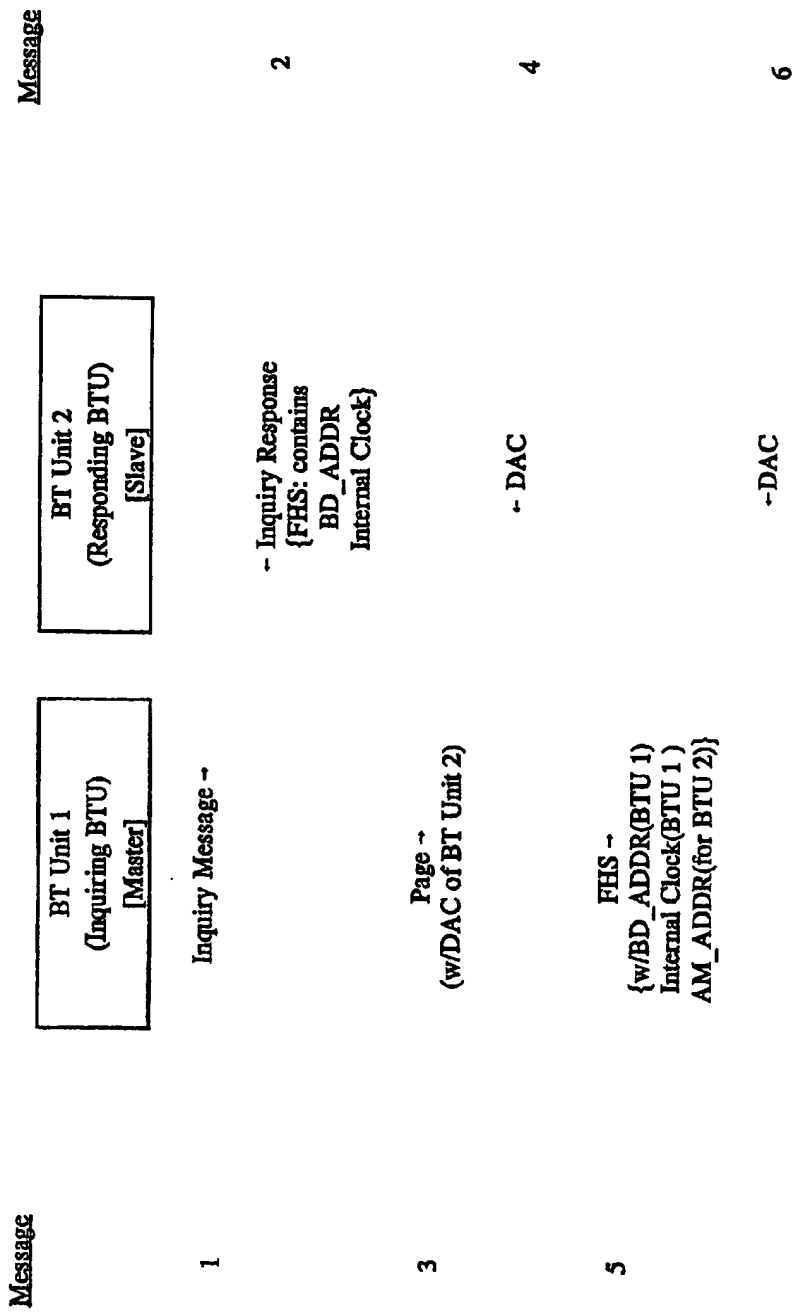 Message
Message
BT Unit 1
(Inquiring BTU)
[Master]
BT Unit 2
(Responding BTU)
[Slave]
1
Inquiry Message →
← Inquiry Response
{FHS: contains
BD_ADDR
Internal Clock}
2
3
Page →
(w/DAC of BT Unit 2)
← DAC
4
5
FHS →
{w/BD_ADDR(BTU 1)
Internal Clock(BTU 1 )
AM_ADDR(for BTU 2)}
←DAC
6